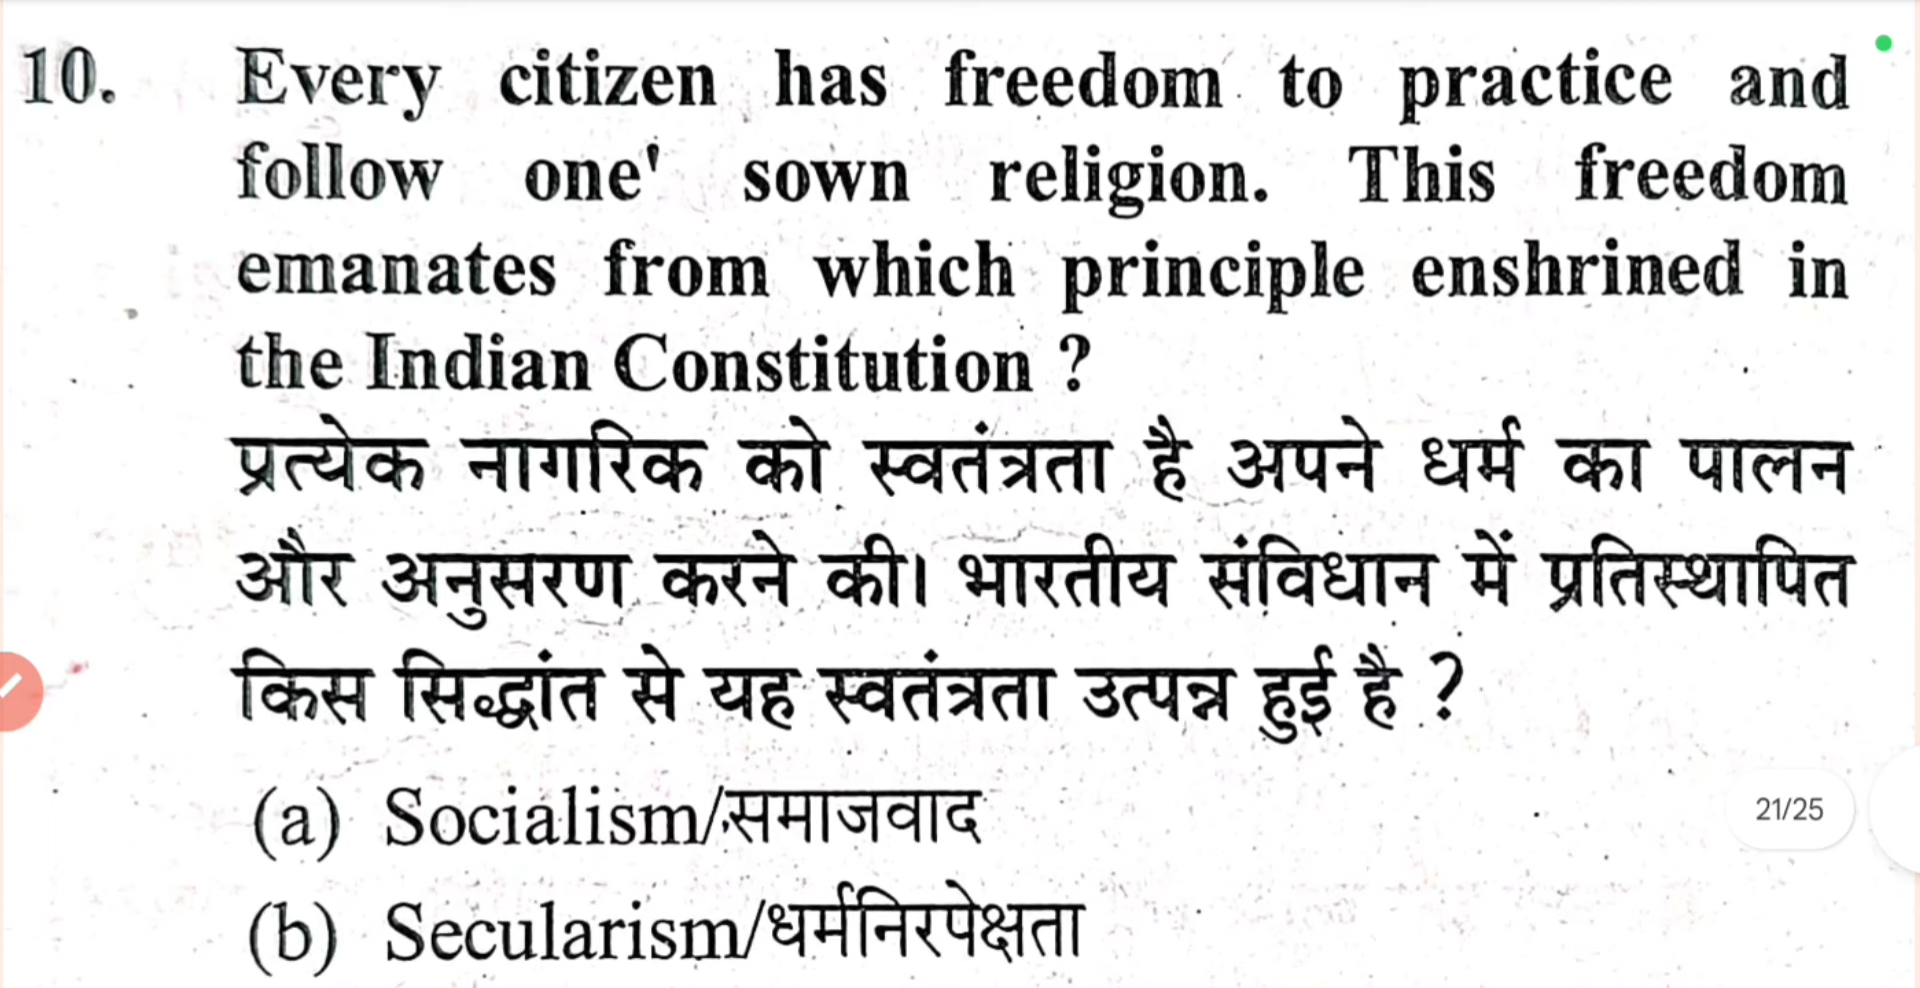 10. Every citizen has freedom to practice and
follow one' sown religion. This freedom
emanates from which principle enshrined in
the Indian Constitution ?
प्रत्येक नागरिक को स्वतंत्रता है अपने धर्म का पालन
और अनुसरण करने की। भारतीय संविधान में प्रतिस्थापित
किस सिद्धांत से यह स्वतंत्रता उत्पन्न हुई है ?
(a) Socialism/समाजवाद
21/25
(b) Secularism/धर्मनिरपेक्षता